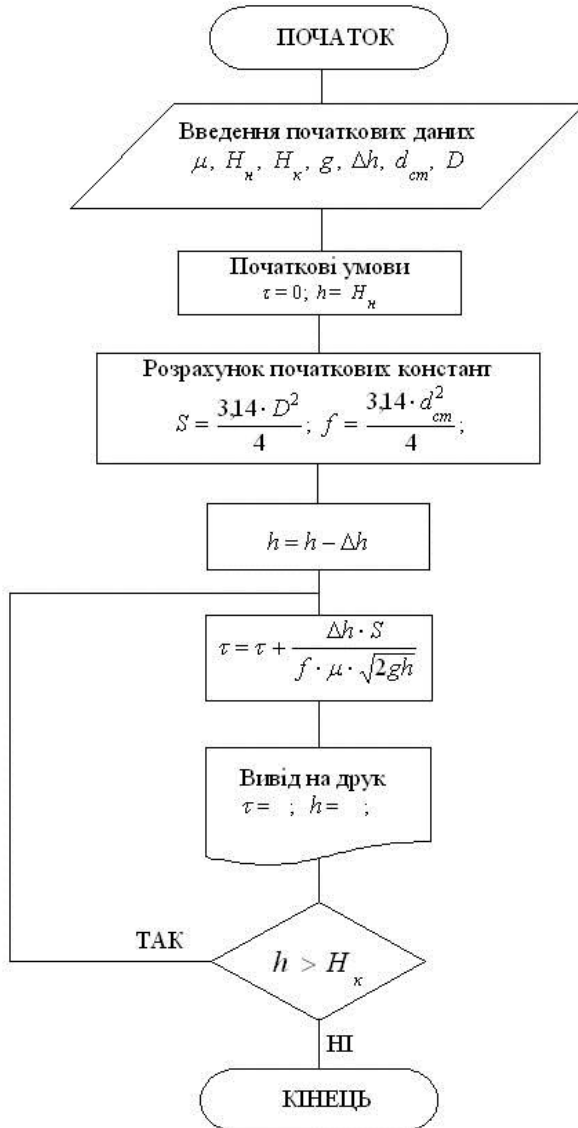 ПОЧАТОК
Введення початкових даних
μ, Hн, Hк, g, Δh, dст, D
Початкові умови
τ = 0; h = Hн
Розрахунок початкових констант
S = 3,14 · D² / 4 ; f = 3,14 · d²ст / 4 ;
h = h − Δh
τ = τ + Δh · S / f · μ · √2gh
Вивід на друк
τ = ; h = ;
ТАК
h > Hк
НІ
КІНЕЦЬ